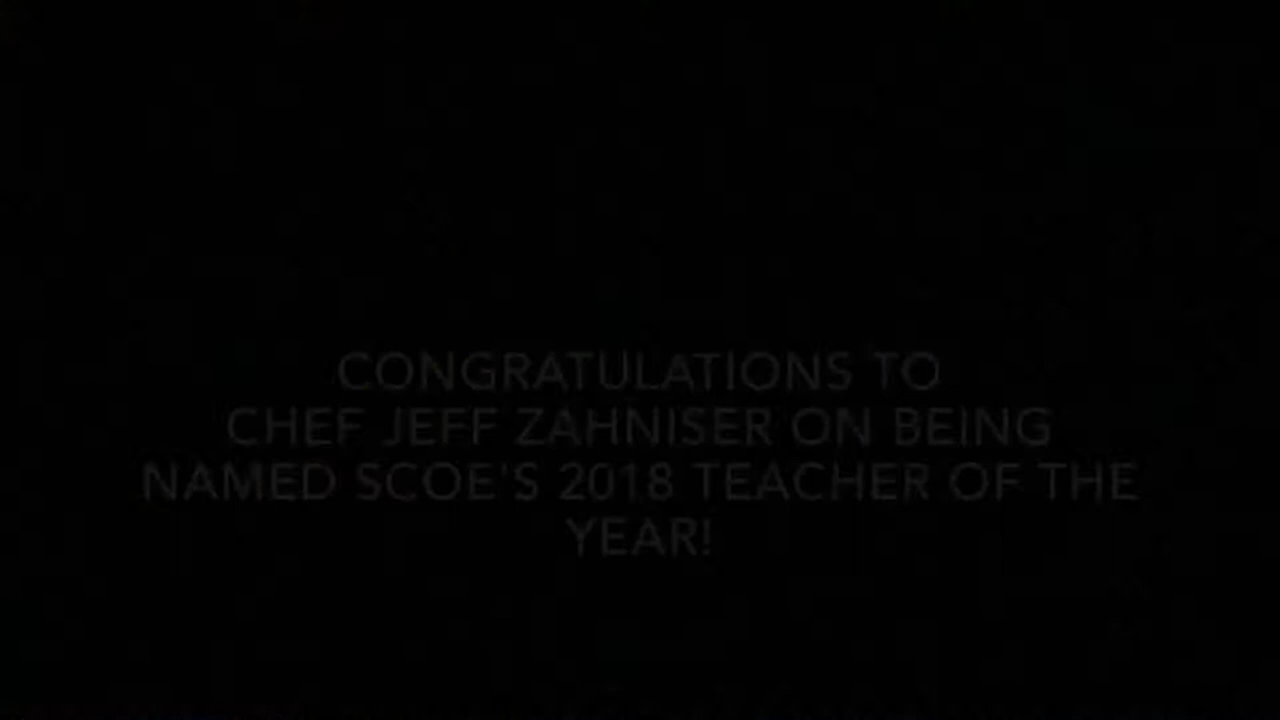 CONGRATULATIONS TO
CHEF JEFF ZAHNISER ON BEING
NAMED SCOE'S 2018 TEACHER OF THE
YEAR!